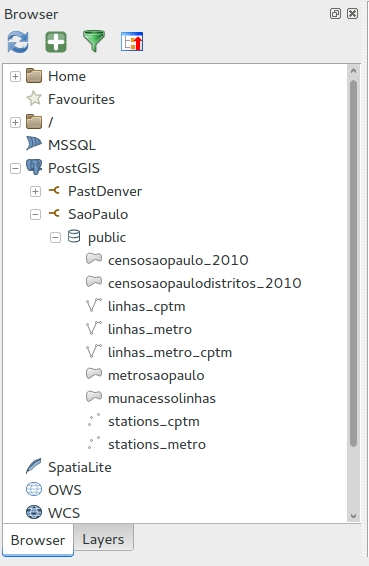 Browser
Home
Favourites
/
MSSQL
PostGIS
PastDenver
SaoPaulo
public
censosaopaulo_2010
censosaopaulodistritos_2010
linhas_cptm
linhas_metro
linhas_metro_cptm
metrosaopaulo
munacessolinhas
stations_cptm
stations_metro
SpatiaLite
OWS
WCS
Browser Layers